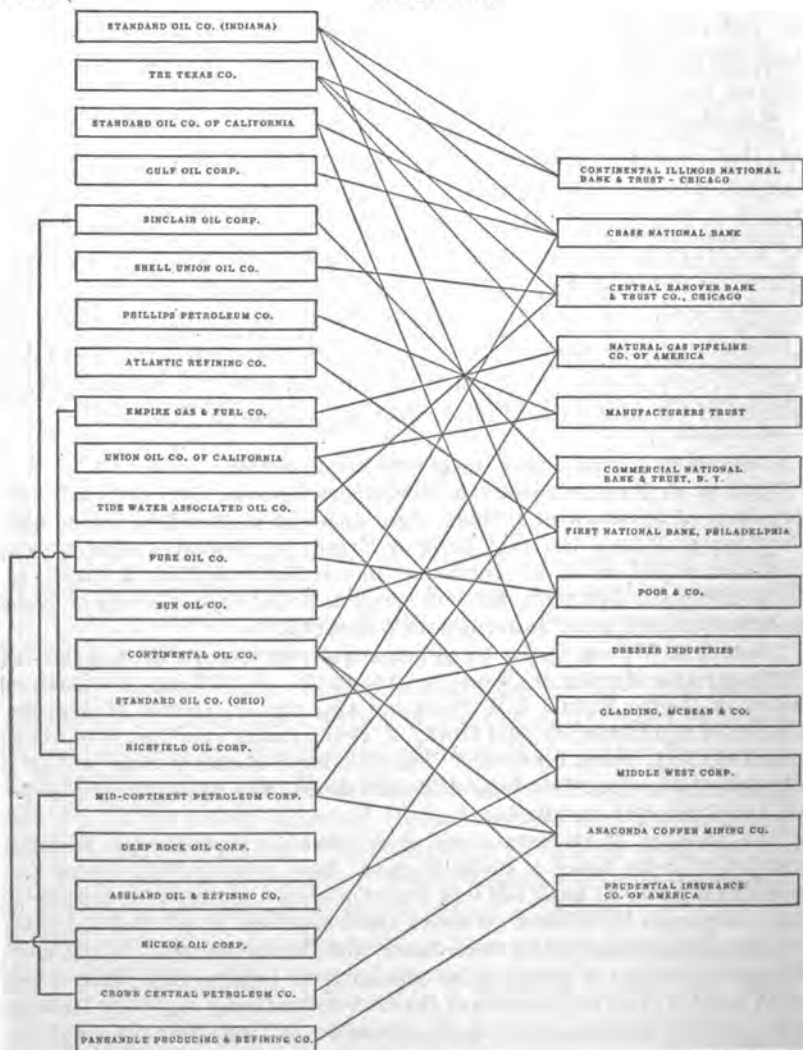 STANDARD OIL CO. (INDIANA)
THE TEXAS CO.
STANDARD OIL CO. OF CALIFORNIA
GULF OIL CORP.
SINCLAIR OIL CORP.
SHELL UNION OIL CO.
PHILLIPS PETROLEUM CO.
ATLANTIC REFINING CO.
EMPIRE GAS & FUEL CO.
UNION OIL CO. OF CALIFORNIA
TIDE WATER ASSOCIATED OIL CO.
PURE OIL CO.
SUN OIL CO.
CONTINENTAL OIL CO.
STANDARD OIL CO. (OHIO)
RICHFIELD OIL CORP.
MID-CONTINENT PETROLEUM CORP.
DEEP ROCK OIL CORP.
ASHLAND OIL & REFINING CO.
HICKOK OIL CORP.
CROWN CENTRAL PETROLEUM CO.
PANHANDLE PRODUCING & REFINING CO.
CONTINENTAL ILLINOIS NATIONAL
BANK & TRUST - CHICAGO
CHASE NATIONAL BANK
CENTRAL HANOVER BANK
& TRUST CO., CHICAGO
NATURAL GAS PIPELINE
CO. OF AMERICA
MANUFACTURERS TRUST
COMMERCIAL NATIONAL
BANK & TRUST, N. Y.
FIRST NATIONAL BANK, PHILADELPHIA
POOR & CO.
DRESSER INDUSTRIES
GLADDING, MCBEAN & CO.
MIDDLE WEST CORP.
ANACONDA COPPER MINING CO.
PRUDENTIAL INSURANCE
CO. OF AMERICA